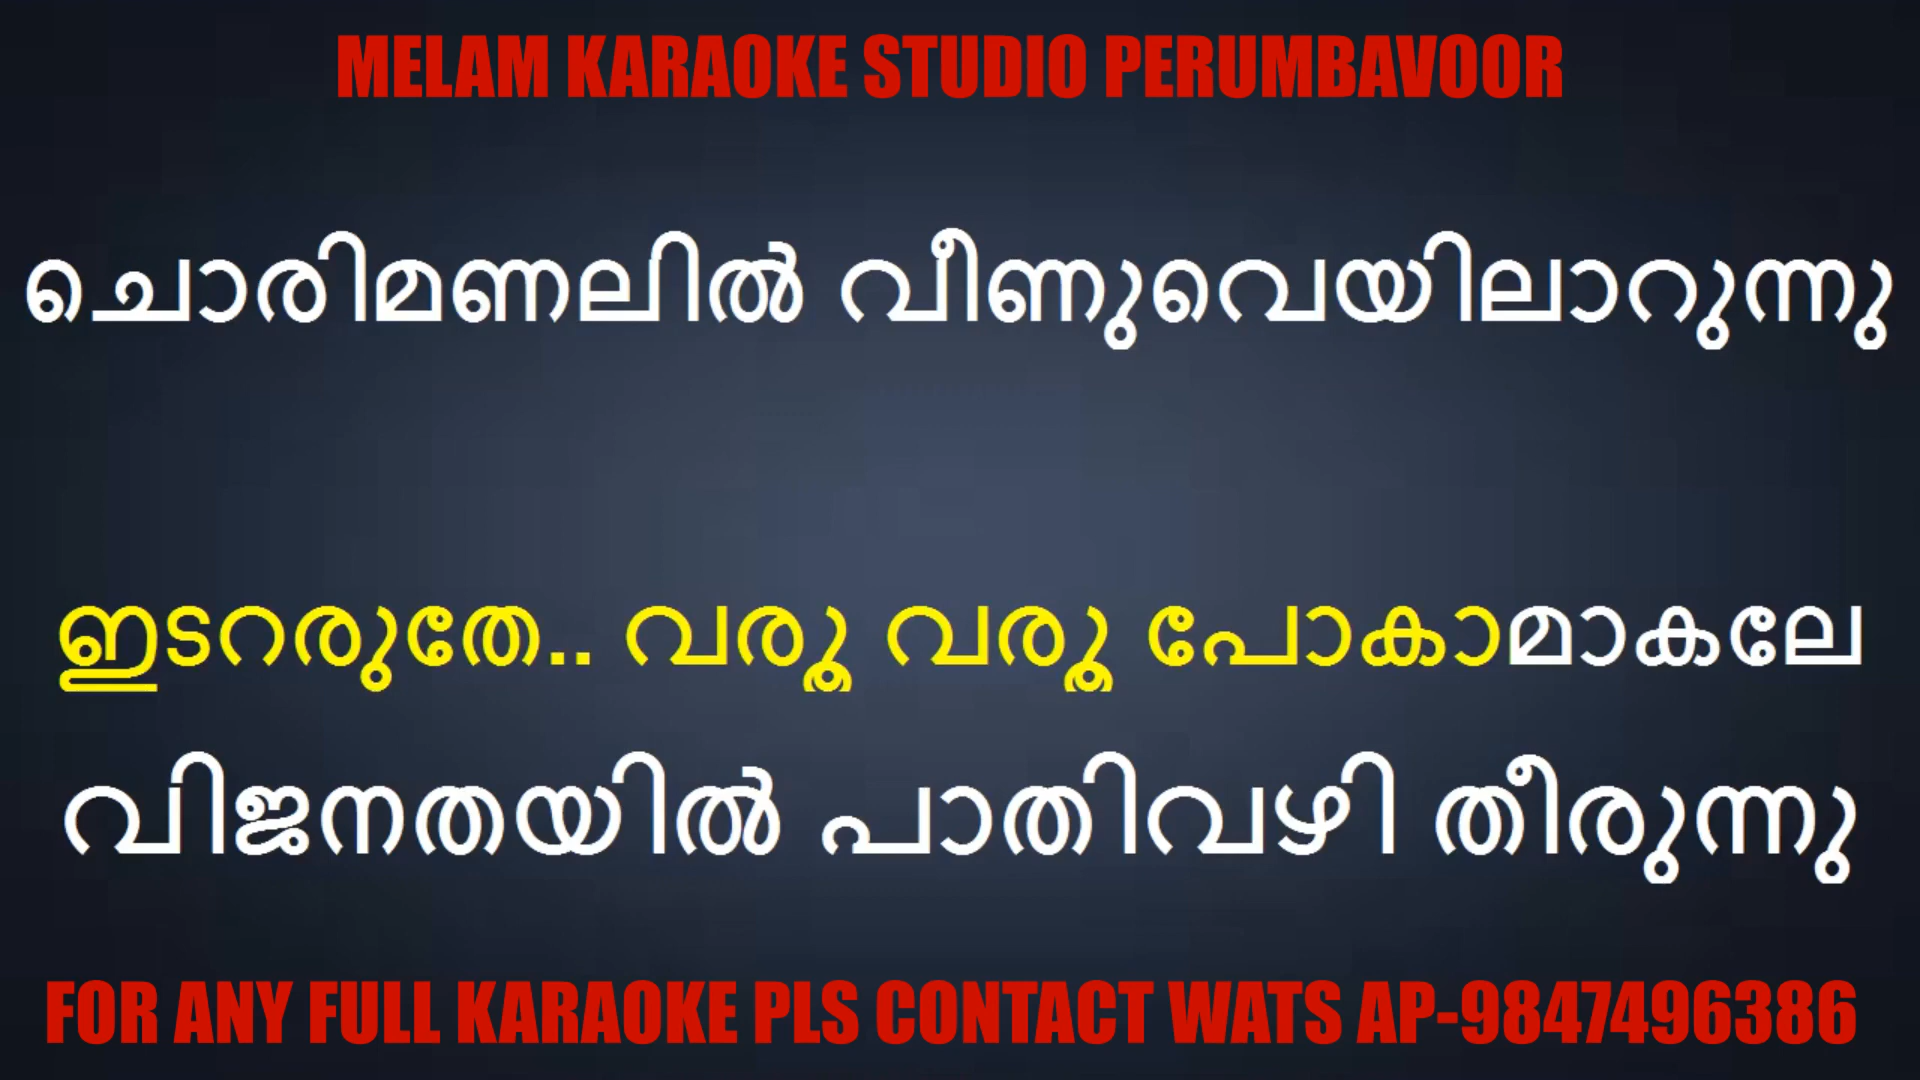 MELAM KARAOKE STUDIO PERUMBAVOOR
ചൊരിമണലിൽ വീണുവെയിലാറുന്നു
ഇടറരുതേ.. വരൂ വരൂ പോകാമാകലേ
വിജനതയിൽ പാതിവഴി തീരുന്നു
FOR ANY FULL KARAOKE PLS CONTACT WATS AP-9847496386